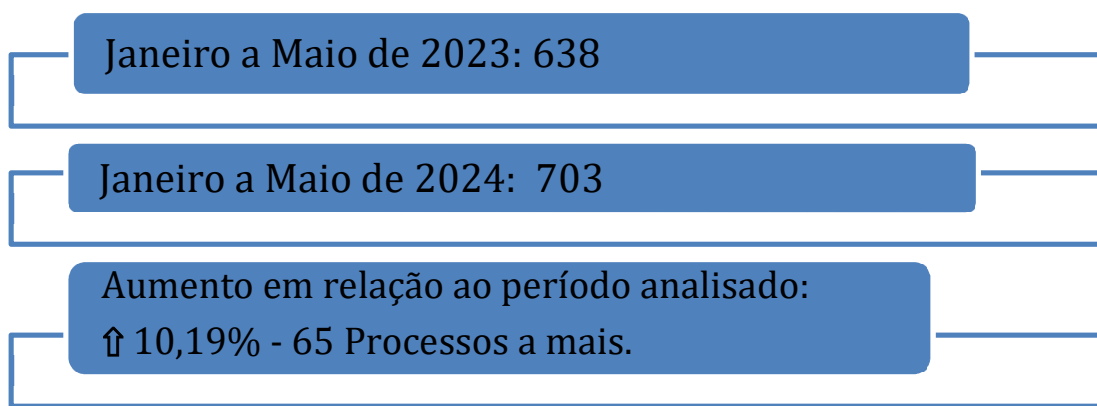 Janeiro a Maio de 2023: 638
Janeiro a Maio de 2024: 703
Aumento em relação ao período analisado:
⇧ 10,19% - 65 Processos a mais.